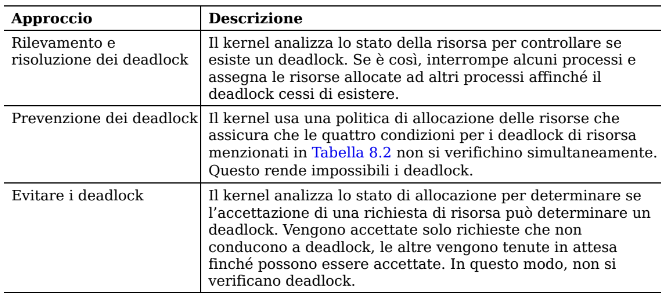 Approccio Descrizione
Rilevamento e risoluzione dei deadlock
Il kernel analizza lo stato della risorsa per controllare se
esiste un deadlock. Se è così, interrompe alcuni processi e
assegna le risorse allocate ad altri processi affinché il
deadlock cessi di esistere.
Prevenzione dei deadlock
Il kernel usa una politica di allocazione delle risorse che
assicura che le quattro condizioni per i deadlock di risorsa
menzionati in Tabella 8.2 non si verifichino simultaneamente.
Questo rende impossibili i deadlock.
Evitare i deadlock
Il kernel analizza lo stato di allocazione per determinare se
l’accettazione di una richiesta di risorsa può determinare un
deadlock. Vengono accettate solo richieste che non
conducono a deadlock, le altre vengono tenute in attesa
finché possono essere accettate. In questo modo, non si
verificano deadlock.